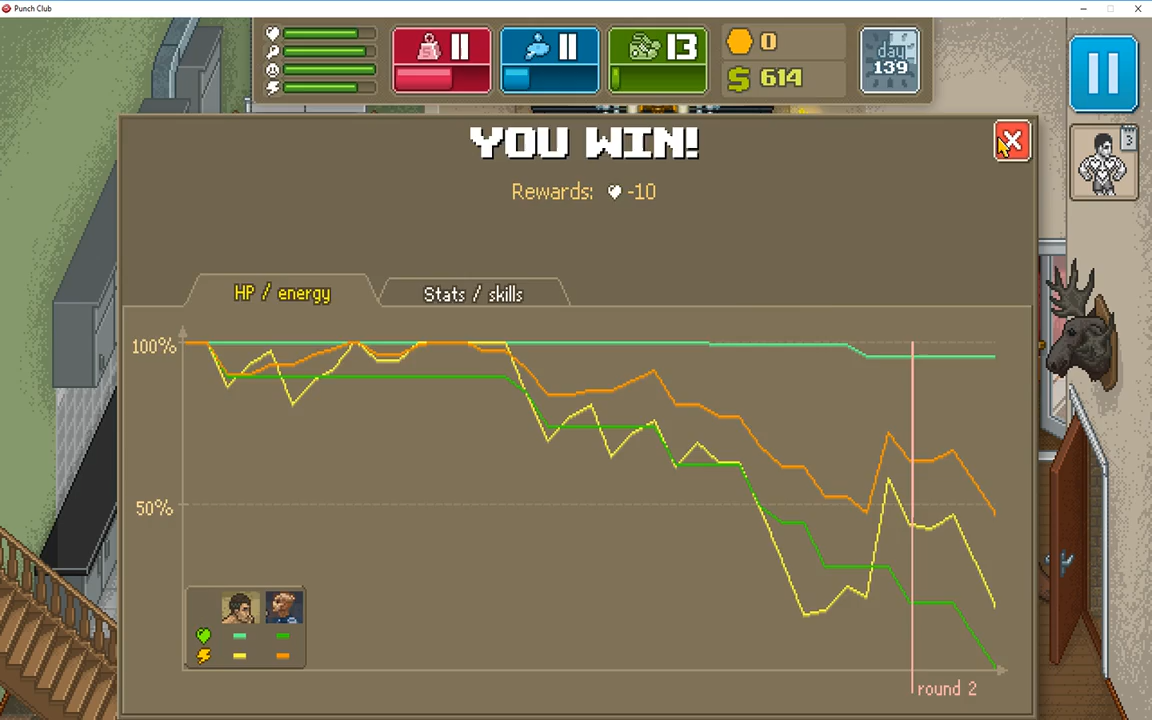 Punch Club
11
11
13
0
$ 614
day
139
3
YOU WIN!
Rewards: -10
HP / energy
Stats / skills
100%
50%
round 2